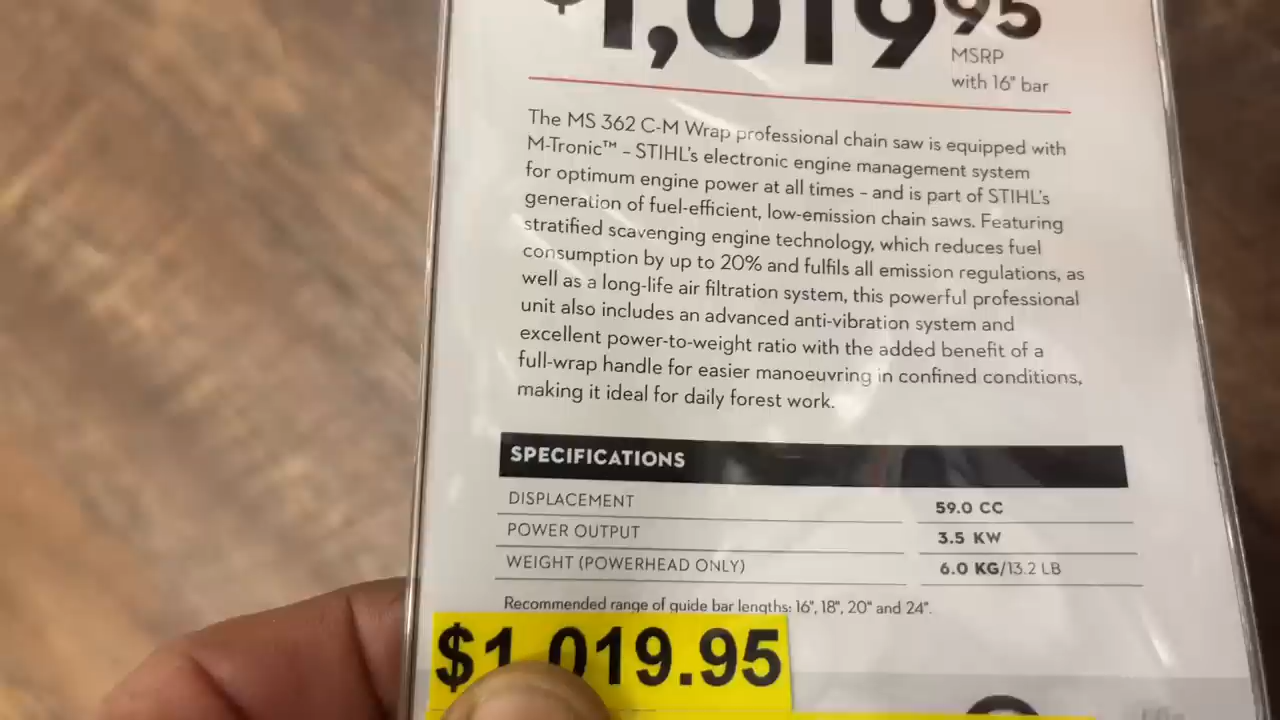 $1,019 95
MSRP
with 16" bar
The MS 362 C-M Wrap professional chain saw is equipped with
M-Tronic™ – STIHL's electronic engine management system
for optimum engine power at all times – and is part of STIHL's
generation of fuel-efficient, low-emission chain saws. Featuring
stratified scavenging engine technology, which reduces fuel
consumption by up to 20% and fulfils all emission regulations, as
well as a long-life air filtration system, this powerful professional
unit also includes an advanced anti-vibration system and
excellent power-to-weight ratio with the added benefit of a
full-wrap handle for easier manoeuvring in confined conditions,
making it ideal for daily forest work.
SPECIFICATIONS
DISPLACEMENT 59.0 CC
POWER OUTPUT 3.5 KW
WEIGHT (POWERHEAD ONLY) 6.0 KG/13.2 LB
Recommended range of guide bar lengths: 16", 18", 20" and 24".
$1,019.95